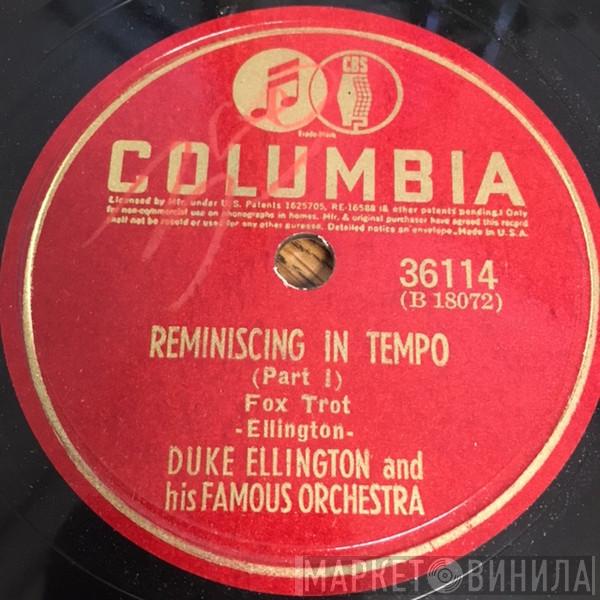 CBS
Trade-Mark
COLUMBIA
Licensed by Mfr. under U.S. Patents 1625705, RE-16588 (& other patents pending.) Only
for non-commercial use on phonographs in homes. Mfr. & original purchaser have agreed this record
shall not be resold or used for any other purpose. Detailed notice on envelope. Made in U.S.A.
36114
(B 18072)
REMINISCING IN TEMPO
(Part 1)
Fox Trot
-Ellington-
DUKE ELLINGTON and
his FAMOUS ORCHESTRA
МАРКЕТ ВИНИЛА